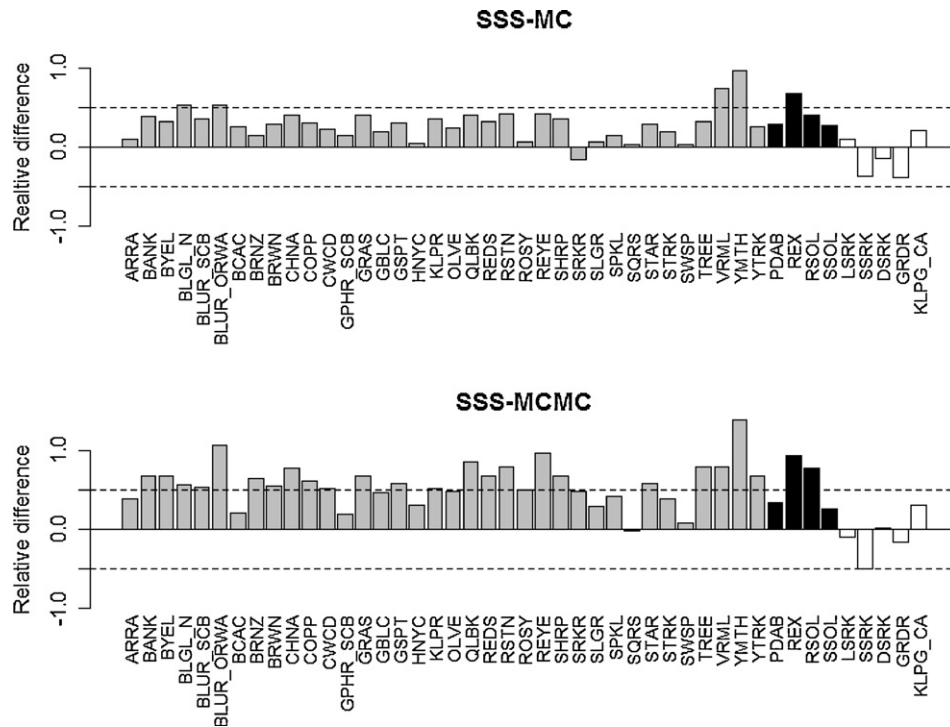 SSS-MC
Realtive difference
1.0
0.0
-1.0
ARRA
BANK
BYEL
BLGL_N
BLUR_SCB
BLUR_ORWA
BCAC
BRNZ
BRWN
CHNA
COPP
CWCD
GPHR_SCB
GRAS
GBLC
GSPT
HNYC
KLPR
OLVE
QLBK
REDS
RSTN
ROSY
REYE
SHRP
SRKR
SLGR
SPKL
SQRS
STAR
STRK
SWSP
TREE
VRML
YMTH
YTRK
PDAB
REX
RSOL
SSOL
LSRK
SSRK
DSRK
GRDR
KLPG_CA
SSS-MCMC
Relative difference
1.0
0.0
-1.0
ARRA
BANK
BYEL
BLGL_N
BLUR_SCB
BLUR_ORWA
BCAC
BRNZ
BRWN
CHNA
COPP
CWCD
GPHR_SCB
GRAS
GBLC
GSPT
HNYC
KLPR
OLVE
QLBK
REDS
RSTN
ROSY
REYE
SHRP
SRKR
SLGR
SPKL
SQRS
STAR
STRK
SWSP
TREE
VRML
YMTH
YTRK
PDAB
REX
RSOL
SSOL
LSRK
SSRK
DSRK
GRDR
KLPG_CA